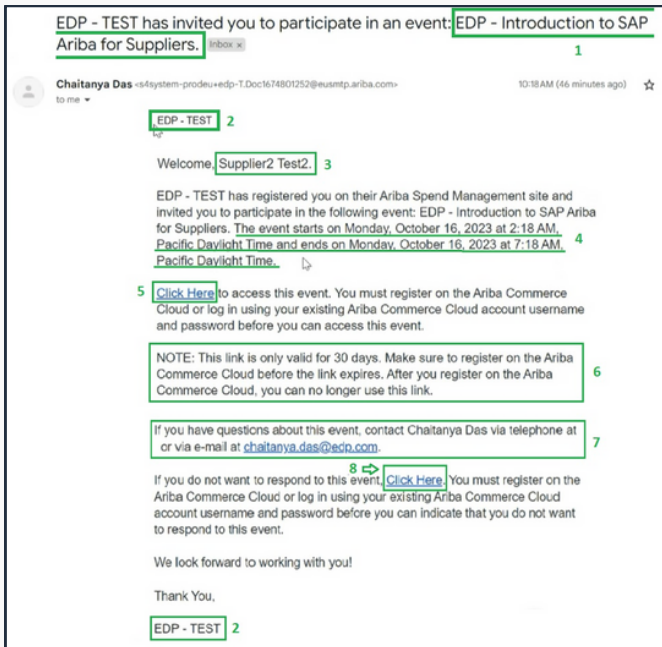 EDP - TEST has invited you to participate in an event: EDP - Introduction to SAP
Ariba for Suppliers. Inbox x
1
Chaitanya Das <s4system-prodeu+edp-T.Doc1674801252@eusmtp.ariba.com> 10:18 AM (46 minutes ago)
to me
EDP - TEST 2
Welcome, Supplier2 Test2. 3
EDP - TEST has registered you on their Ariba Spend Management site and
invited you to participate in the following event: EDP - Introduction to SAP Ariba
for Suppliers. The event starts on Monday, October 16, 2023 at 2:18 AM,
Pacific Daylight Time and ends on Monday, October 16, 2023 at 7:18 AM, 4
Pacific Daylight Time.
5 Click Here to access this event. You must register on the Ariba Commerce
Cloud or log in using your existing Ariba Commerce Cloud account username
and password before you can access this event.
NOTE: This link is only valid for 30 days. Make sure to register on the Ariba
Commerce Cloud before the link expires. After you register on the Ariba 6
Commerce Cloud, you can no longer use this link.
If you have questions about this event, contact Chaitanya Das via telephone at
or via e-mail at chaitanya.das@edp.com. 7
8
If you do not want to respond to this event, Click Here. You must register on the
Ariba Commerce Cloud or log in using your existing Ariba Commerce Cloud
account username and password before you can indicate that you do not want
to respond to this event.
We look forward to working with you!
Thank You,
EDP - TEST 2